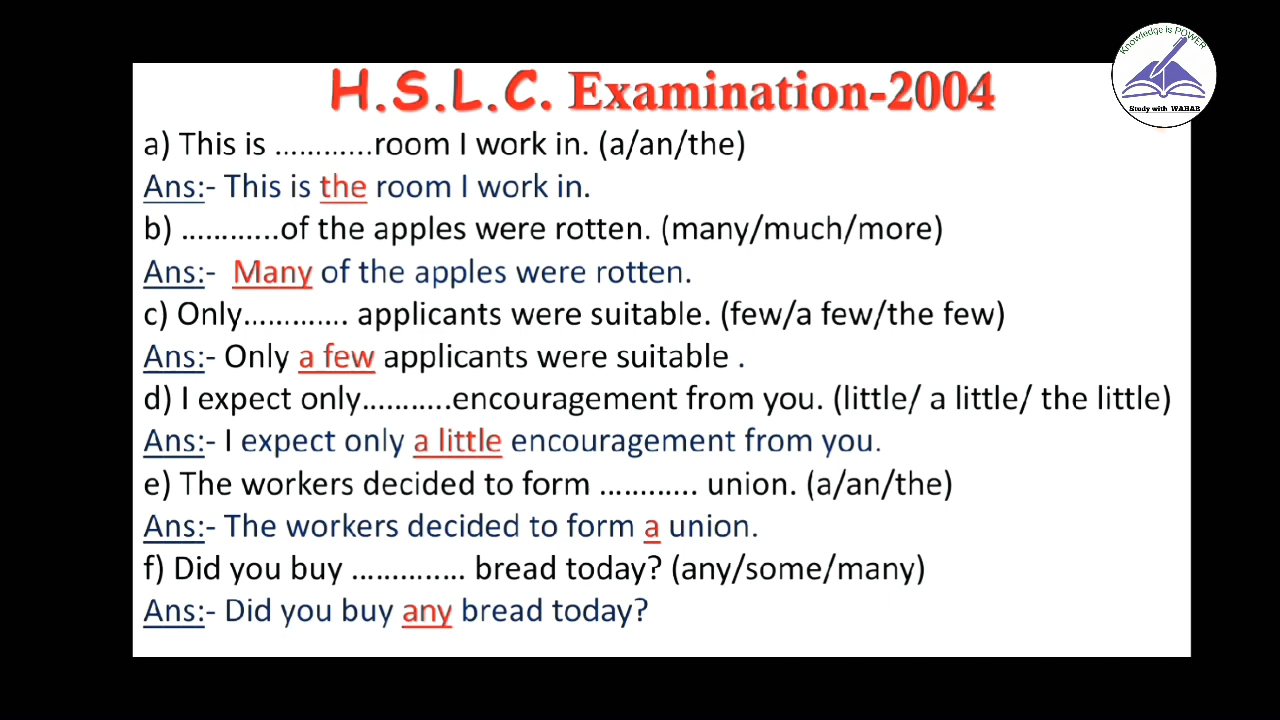 Knowledge is POWER
Study with WAHAB
H.S.L.C. Examination-2004
a) This is ............room I work in. (a/an/the)
Ans:- This is the room I work in.
b) ............of the apples were rotten. (many/much/more)
Ans:- Many of the apples were rotten.
c) Only............. applicants were suitable. (few/a few/the few)
Ans:- Only a few applicants were suitable .
d) I expect only...........encouragement from you. (little/ a little/ the little)
Ans:- I expect only a little encouragement from you.
e) The workers decided to form ............ union. (a/an/the)
Ans:- The workers decided to form a union.
f) Did you buy .............. bread today? (any/some/many)
Ans:- Did you buy any bread today?